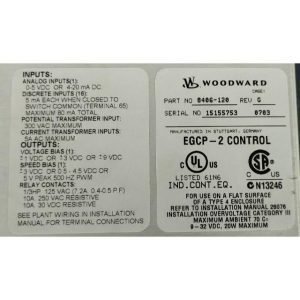 INPUTS:
ANALOG INPUTS(1):
0-5 VDC OR 4-20 mA DC
DISCRETE INPUTS (16):
5 mA EACH WHEN CLOSED TO
SWITCH COMMON (TERMINAL 65)
MAXIMUM 80 mA TOTAL
POTENTIAL TRANSFORMER INPUT:
300 VAC MAXIMUM
CURRENT TRANSFORMER INPUT:
5A AC MAXIMUM
OUTPUTS:
VOLTAGE BIAS (1):
±1 VDC OR ±3 VDC OR ±9 VDC
SPEED BIAS (1):
±3 VDC OR 0.5 - 4.5 VDC OR
5 V PEAK 500 HZ PWM
RELAY CONTACTS:
1/3HP 125 VAC (7.2A, 0.4-0.5 P.F.)
10A 250 VAC RESISTIVE
10A 30 VDC RESISTIVE
SEE PLANT WIRING IN INSTALLATION
MANUAL FOR TERMINAL CONNECTIONS
WOODWARD
PART NO 8406-120 REV G
SERIAL NO 15155753 0703
MANUFACTURED IN STUTTGART, GERMANY
EGCP-2 CONTROL
C UL US
LISTED 61N6
IND.CONT.EQ.
N13246
FOR USE ON A FLAT SURFACE
OF A TYPE 4 ENCLOSURE
REFER TO INSTALLATION MANUAL 26076
INSTALLATION OVERVOLTAGE CATEGORY III
MAXIMUM AMBIENT 70 C°
9-32 VDC, 20W MAXIMUM